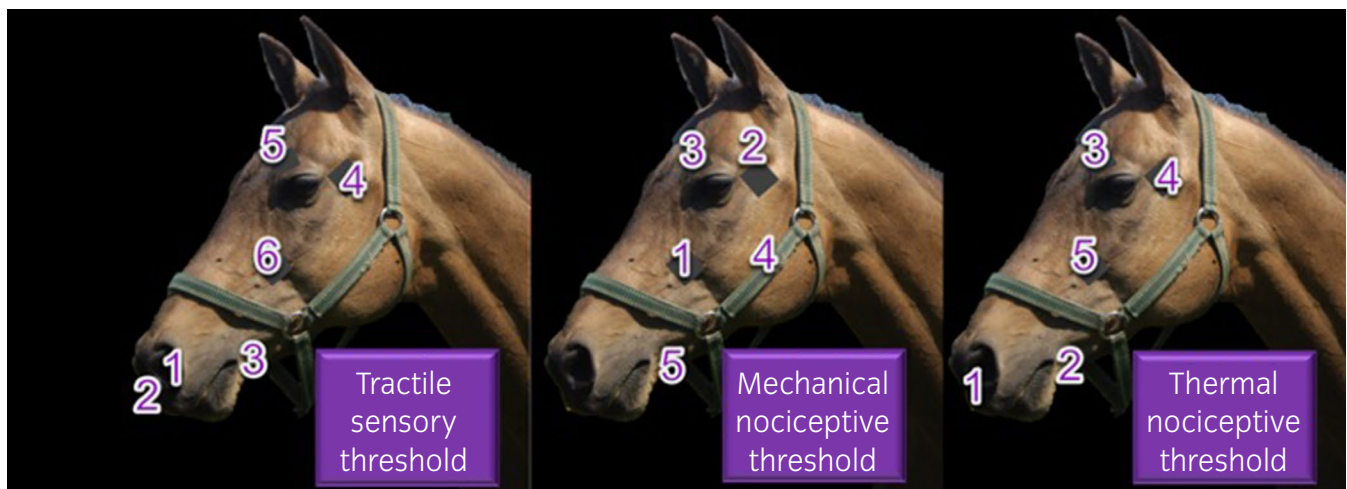 5
4
6
1
2
3
Tractile
sensory
threshold
3
2
1
4
5
Mechanical
nociceptive
threshold
3
4
5
1
2
Thermal
nociceptive
threshold